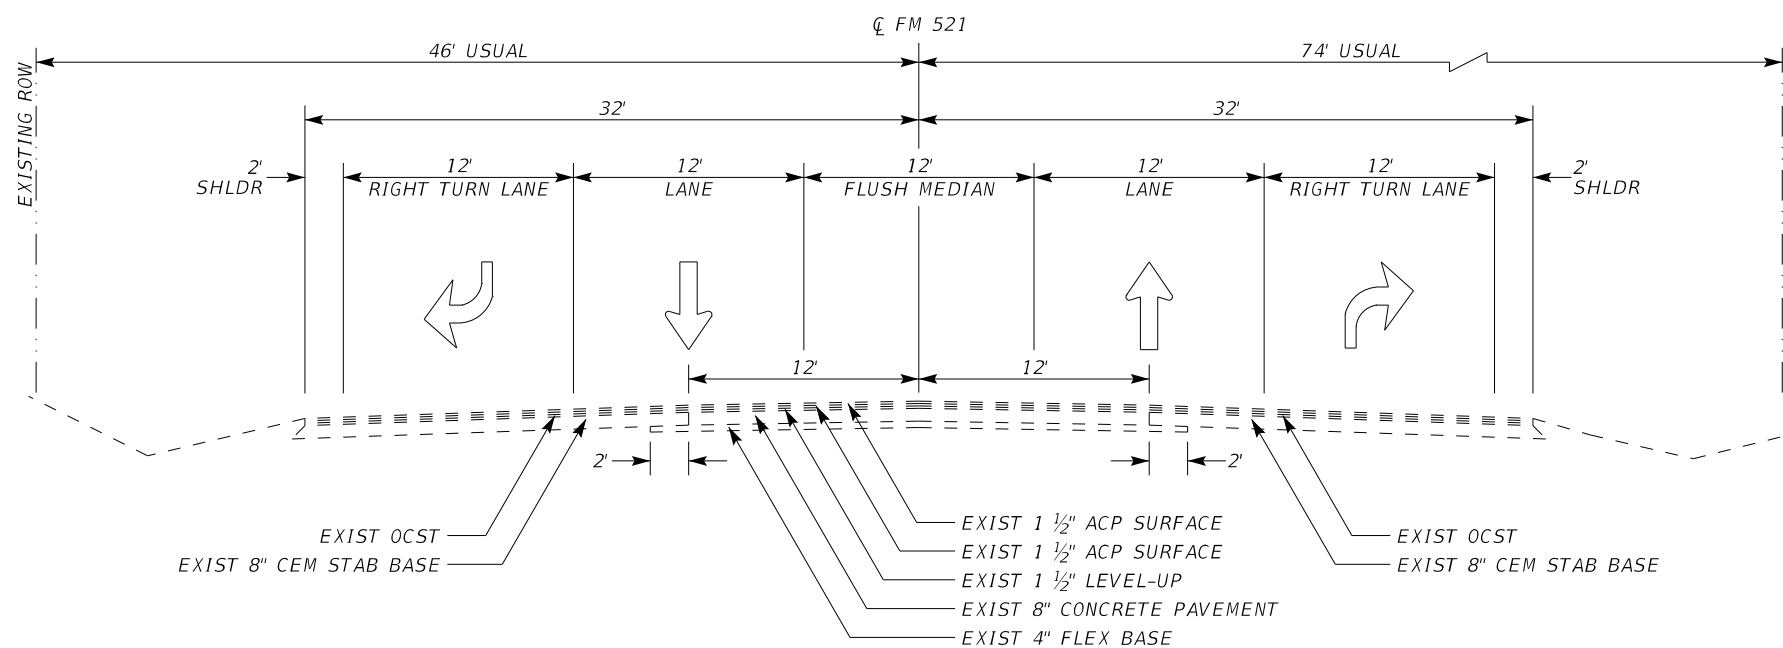 ℄ FM 521
46' USUAL
74' USUAL
EXISTING ROW
32'
32'
2'
SHLDR
12'
RIGHT TURN LANE
12'
LANE
12'
FLUSH MEDIAN
12'
LANE
12'
RIGHT TURN LANE
2'
SHLDR
12'
12'
2'
2'
EXIST OCST
EXIST 8" CEM STAB BASE
EXIST 1 ½" ACP SURFACE
EXIST 1 ½" ACP SURFACE
EXIST 1 ½" LEVEL-UP
EXIST 8" CONCRETE PAVEMENT
EXIST 4" FLEX BASE
EXIST OCST
EXIST 8" CEM STAB BASE